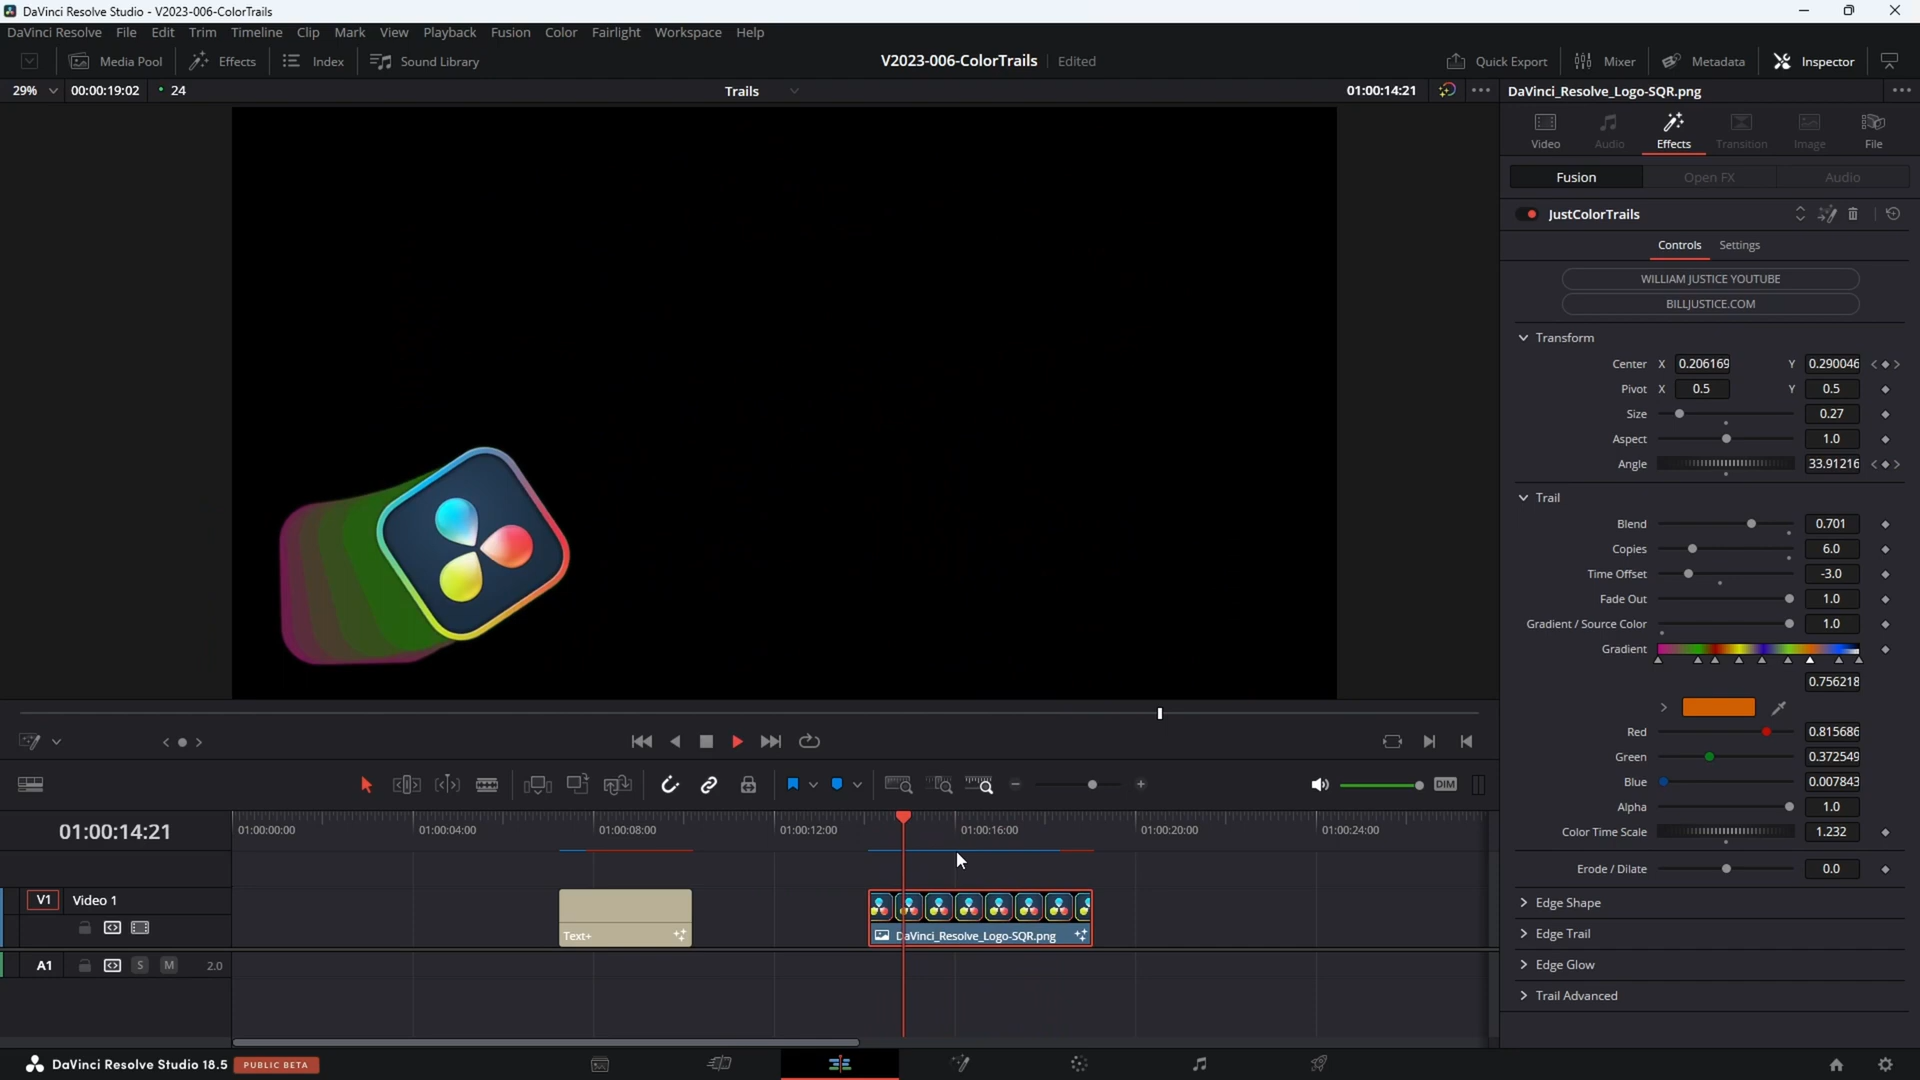 DaVinci Resolve Studio - V2023-006-ColorTrails
DaVinci Resolve File Edit Trim Timeline Clip Mark View Playback Fusion Color Fairlight Workspace Help
Media Pool Effects Index Sound Library V2023-006-ColorTrails Edited Quick Export Mixer Metadata Inspector
29% 00:00:19:02 24 Trails 01:00:14:21 DaVinci_Resolve_Logo-SQR.png
Video Audio Effects Transition Image File
Fusion Open FX Audio
JustColorTrails
Controls Settings
WILLIAM JUSTICE YOUTUBE
BILLJUSTICE.COM
Transform
Center X 0.206169 Y 0.290046
Pivot X 0.5 Y 0.5
Size 0.27
Aspect 1.0
Angle 33.91216
Trail
Blend 0.701
Copies 6.0
Time Offset -3.0
Fade Out 1.0
Gradient / Source Color 1.0
Gradient
0.756218
Red 0.815686
Green 0.372549
Blue 0.007843
Alpha 1.0
Color Time Scale 1.232
Erode / Dilate 0.0
Edge Shape
Edge Trail
Edge Glow
Trail Advanced
DIM
01:00:14:21 01:00:00:00 01:00:04:00 01:00:08:00 01:00:12:00 01:00:16:00 01:00:20:00 01:00:24:00
V1 Video 1
Text+ DaVinci_Resolve_Logo-SQR.png
A1 S M 2.0
DaVinci Resolve Studio 18.5 PUBLIC BETA